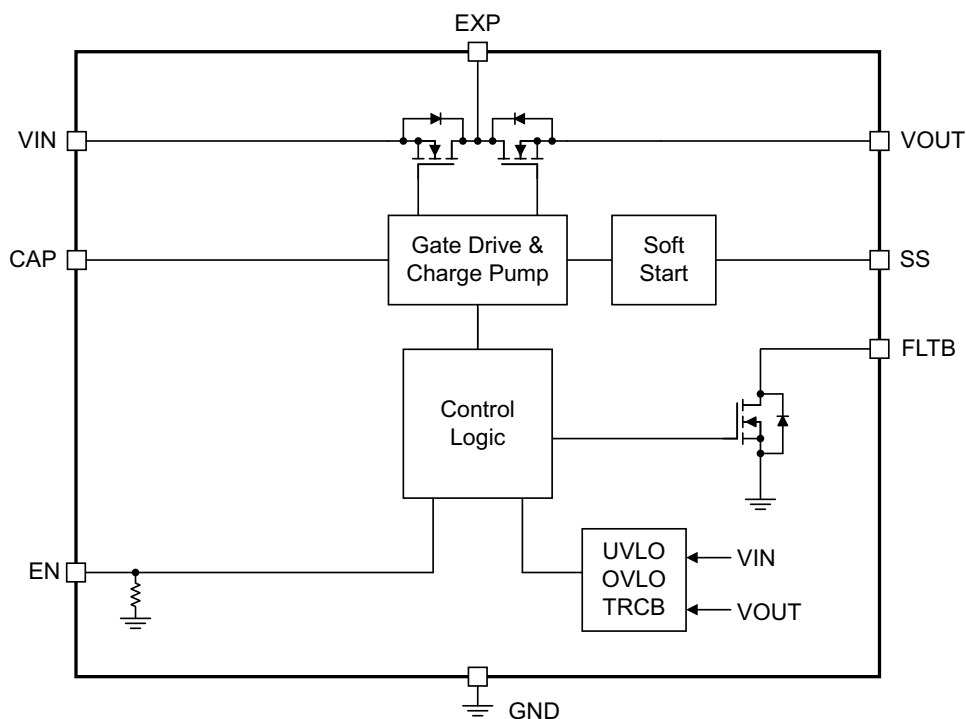 EXP
VIN
VOUT
CAP
Gate Drive &
Charge Pump
Soft
Start
SS
FLTB
Control
Logic
EN
UVLO
OVLO
TRCB
VIN
VOUT
GND